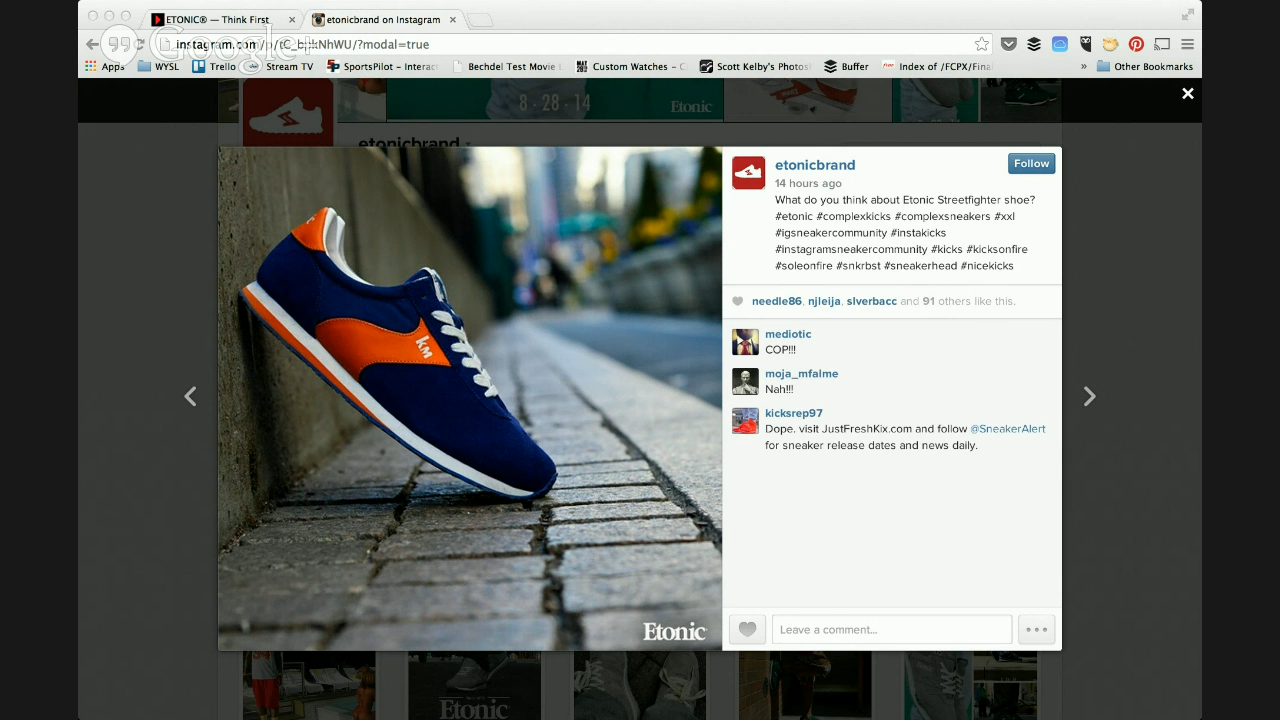 ETONIC® — Think First
etonicbrand on Instagram
Google+
Apps WYSL Trello Stream TV SportsPilot – Interac Bechdel Test Movie L Custom Watches – C Scott Kelby's Photos Buffer Index of /FCPX/Fina » Other Bookmarks
8 · 28 · 14
Etonic
etonicbrand
etonicbrand
Follow
14 hours ago
What do you think about Etonic Streetfighter shoe?
#etonic #complexkicks #complexsneakers #xxl
#igsneakercommunity #instakicks
#instagramsneakercommunity #kicks #kicksonfire
#soleonfire #snkrbst #sneakerhead #nicekicks
needle86, njleija, slverbacc and 91 others like this.
mediotic
COP!!!
moja_mfalme
Nah!!!
kicksrep97
Dope. visit JustFreshKix.com and follow @SneakerAlert
for sneaker release dates and news daily.
km
Etonic
Leave a comment...
Etonic